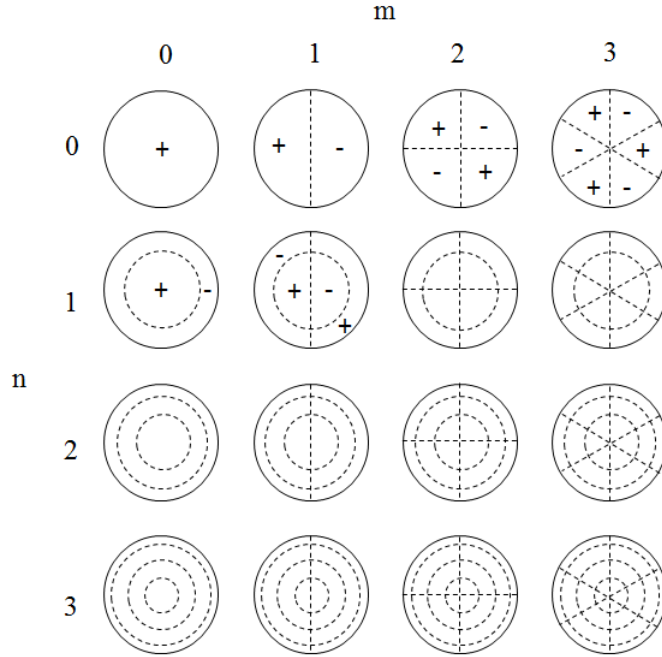 m
0 1 2 3
0 + + - + - - + + - - + + -
1 + - - + - +
n
2
3